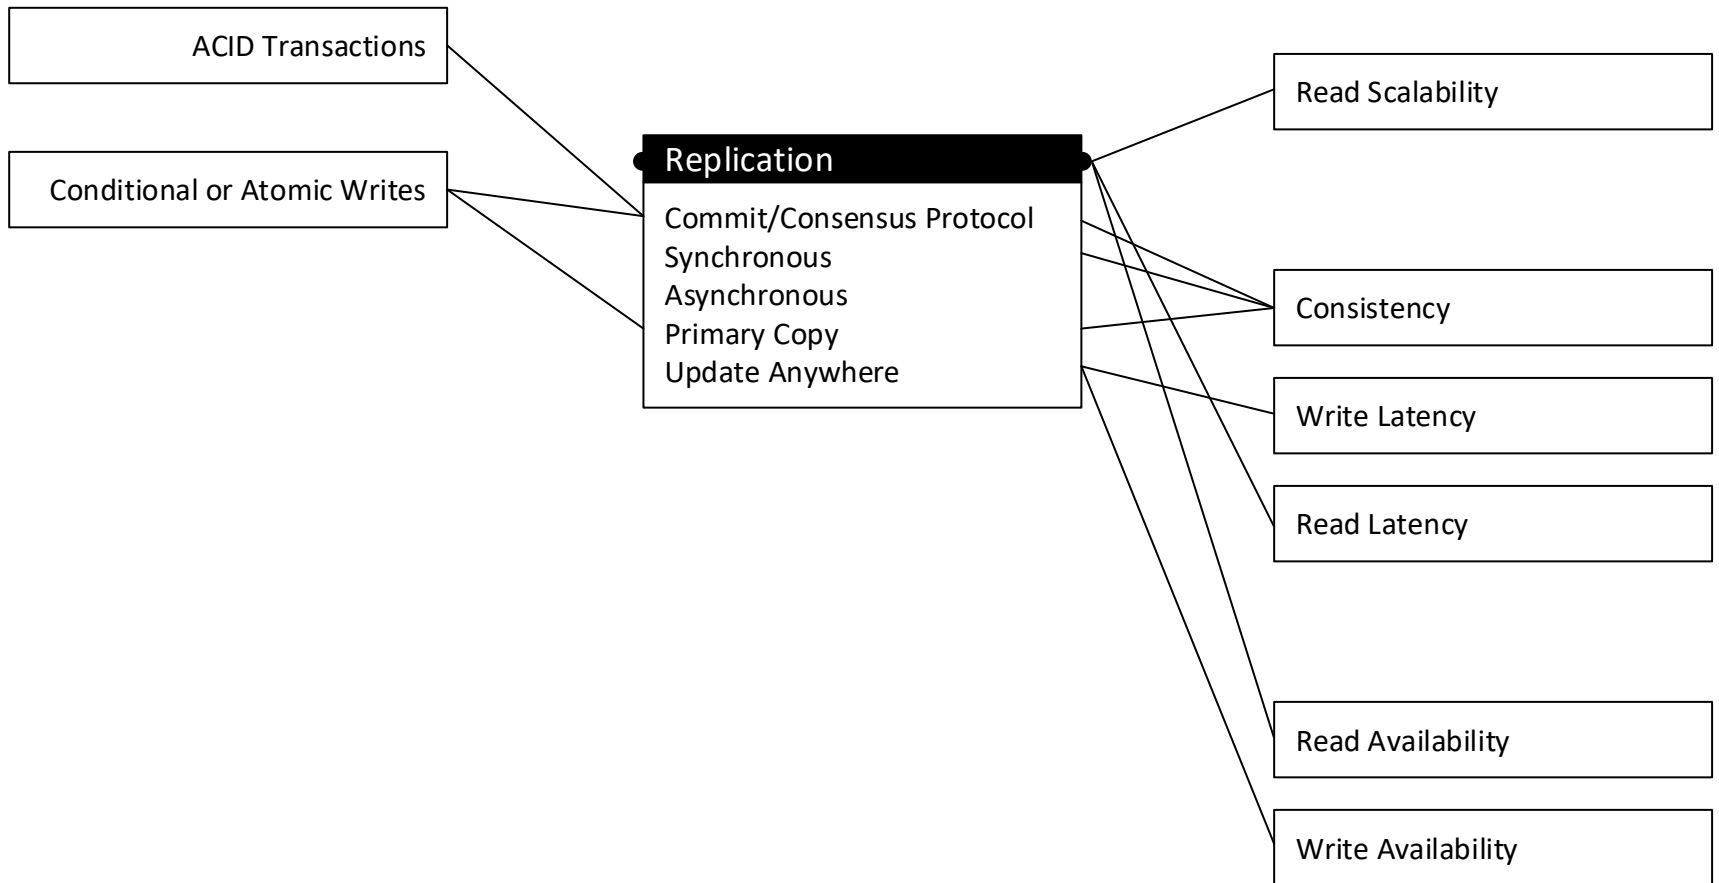 ACID Transactions
Conditional or Atomic Writes
Replication
Commit/Consensus Protocol
Synchronous
Asynchronous
Primary Copy
Update Anywhere
Read Scalability
Consistency
Write Latency
Read Latency
Read Availability
Write Availability